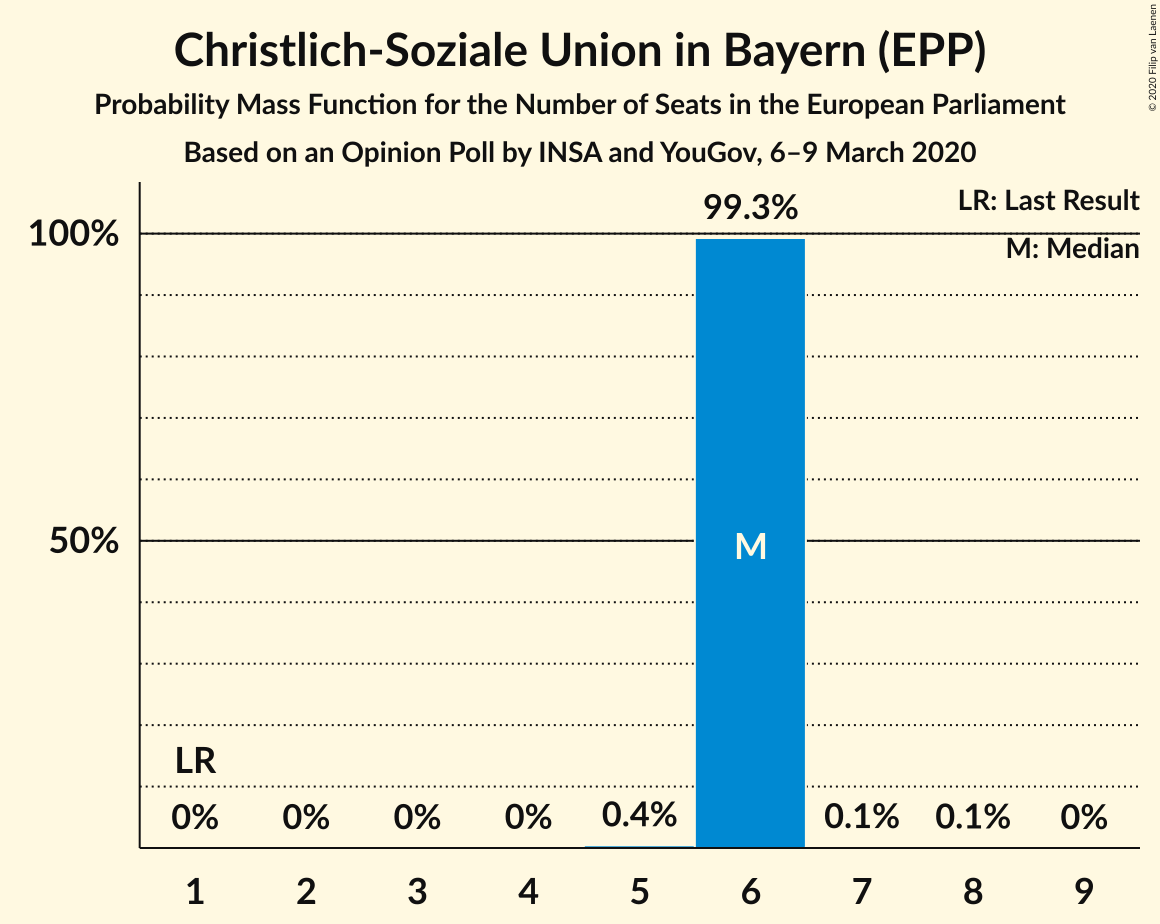 Christlich-Soziale Union in Bayern (EPP)
Probability Mass Function for the Number of Seats in the European Parliament
Based on an Opinion Poll by INSA and YouGov, 6–9 March 2020
© 2020 Filip van Laenen
LR: Last Result
M: Median
99.3%
100%
50%
M
LR
0% 0% 0% 0% 0.4% 0.1% 0.1% 0%
1 2 3 4 5 6 7 8 9